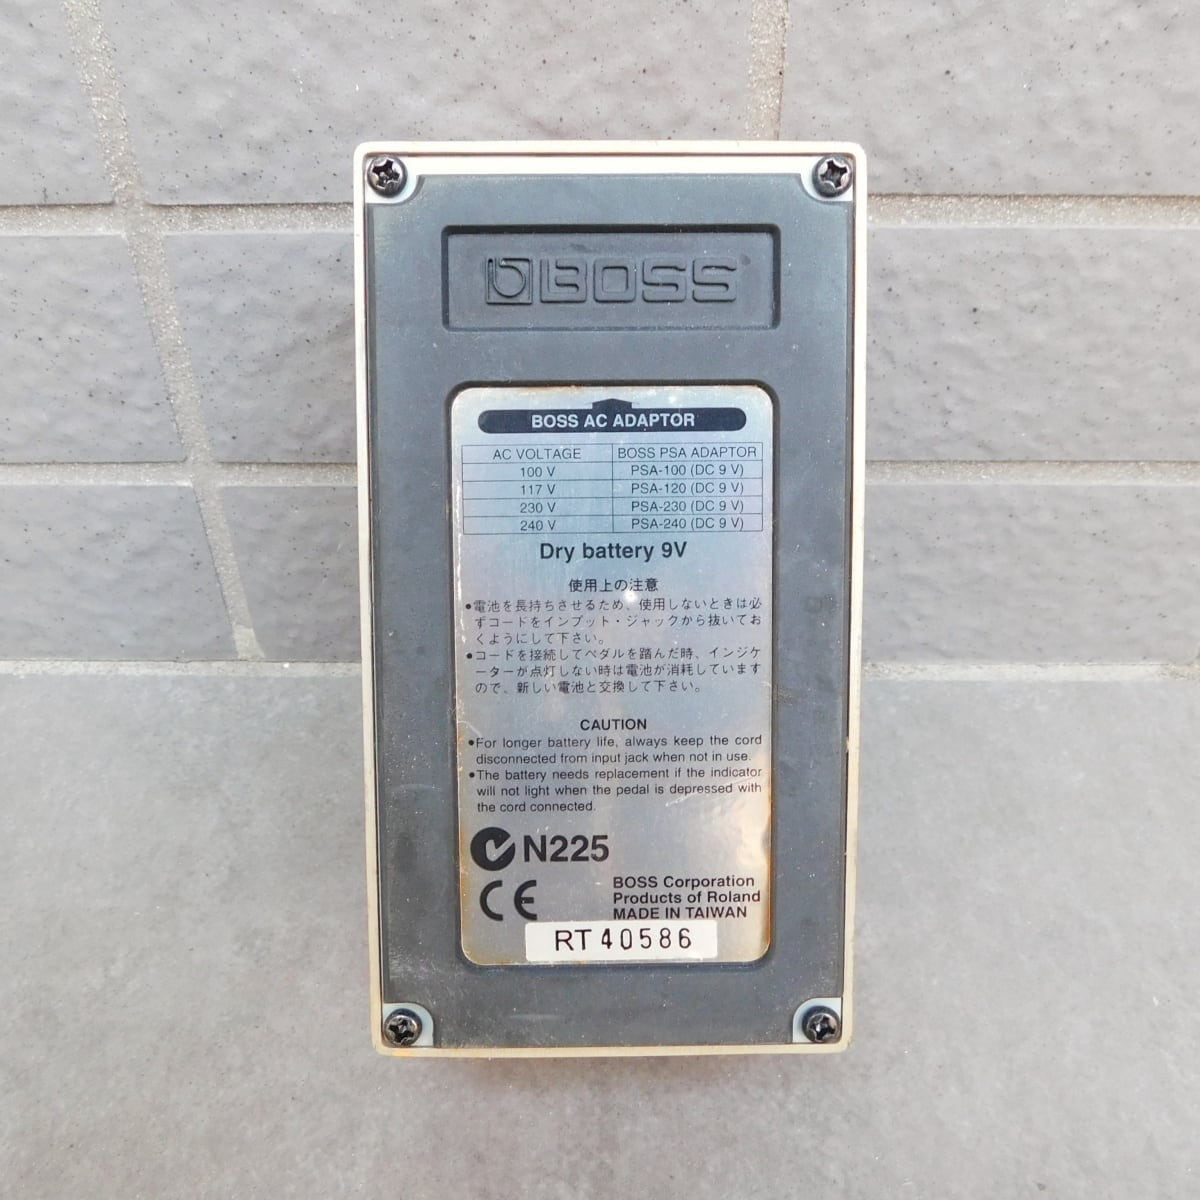 BOSS
BOSS AC ADAPTOR
AC VOLTAGE BOSS PSA ADAPTOR
100 V PSA-100 (DC 9 V)
117 V PSA-120 (DC 9 V)
230 V PSA-230 (DC 9 V)
240 V PSA-240 (DC 9 V)
Dry battery 9V
使用上の注意
●電池を長持ちさせるため、使用しないときは必
ずコードをインプット・ジャックから抜いてお
くようにして下さい。
●コードを接続してペダルを踏んだ時、インジケ
ーターが点灯しない時は電池が消耗しています
ので、新しい電池と交換して下さい。
CAUTION
●For longer battery life, always keep the cord
disconnected from input jack when not in use.
●The battery needs replacement if the indicator
will not light when the pedal is depressed with
the cord connected.
N225
CE
BOSS Corporation
Products of Roland
MADE IN TAIWAN
RT40586